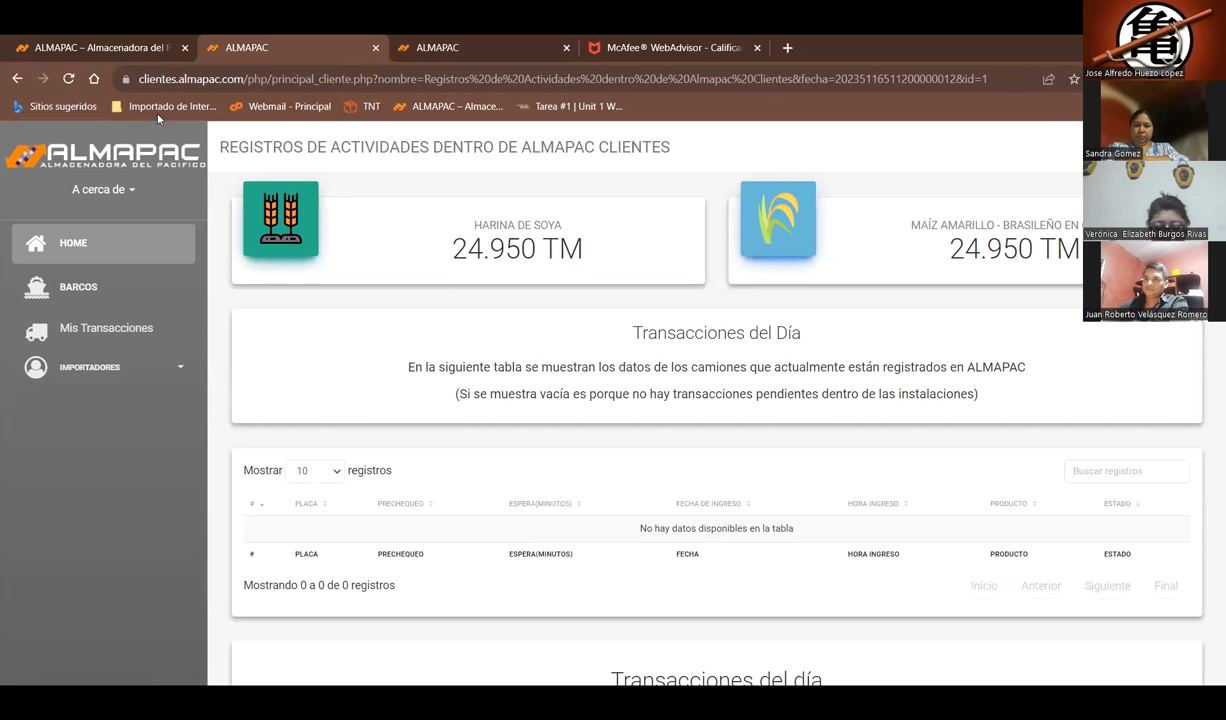 ALMAPAC – Almacenadora del P
ALMAPAC
ALMAPAC
McAfee® WebAdvisor - Califica
clientes.almapac.com/php/principal_cliente.php?nombre=Registros%20de%20Actividades%20dentro%20de%20Almapac%20Clientes&fecha=20235116511200000012&id=1
Sitios sugeridos
Importado de Inter...
Webmail - Principal
TNT
ALMAPAC – Almace...
Tarea #1 | Unit 1 W...
亀
Jose Alfredo Huezo Lopez
Sandra Gomez
Verónica Elizabeth Burgos Rivas
Juan Roberto Velásquez Romero
ALMAPAC
ALMACENADORA DEL PACIFICO
A cerca de
HOME
BARCOS
Mis Transacciones
IMPORTADORES
REGISTROS DE ACTIVIDADES DENTRO DE ALMAPAC CLIENTES
HARINA DE SOYA
24.950 TM
MAÍZ AMARILLO - BRASILEÑO EN
24.950 TM
Transacciones del Día
En la siguiente tabla se muestran los datos de los camiones que actualmente están registrados en ALMAPAC
(Si se muestra vacía es porque no hay transacciones pendientes dentro de las instalaciones)
Mostrar 10 registros
Buscar registros
# PLACA PRECHEQUEO ESPERA(MINUTOS) FECHA DE INGRESO HORA INGRESO PRODUCTO ESTADO
No hay datos disponibles en la tabla
# PLACA PRECHEQUEO ESPERA(MINUTOS) FECHA HORA INGRESO PRODUCTO ESTADO
Mostrando 0 a 0 de 0 registros
Inicio Anterior Siguiente Final
Transacciones del día